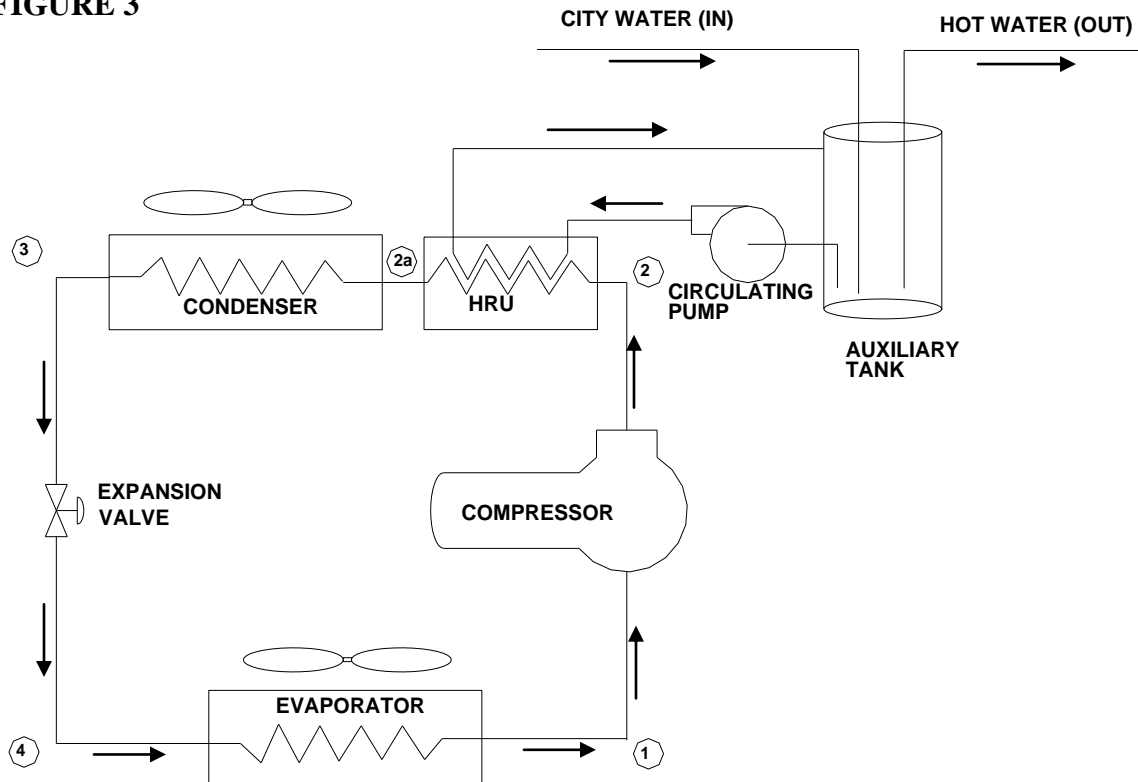 FIGURE 3
CITY WATER (IN)
HOT WATER (OUT)
3
2a
2
CONDENSER
HRU
CIRCULATING
PUMP
AUXILIARY
TANK
EXPANSION
VALVE
COMPRESSOR
EVAPORATOR
4
1